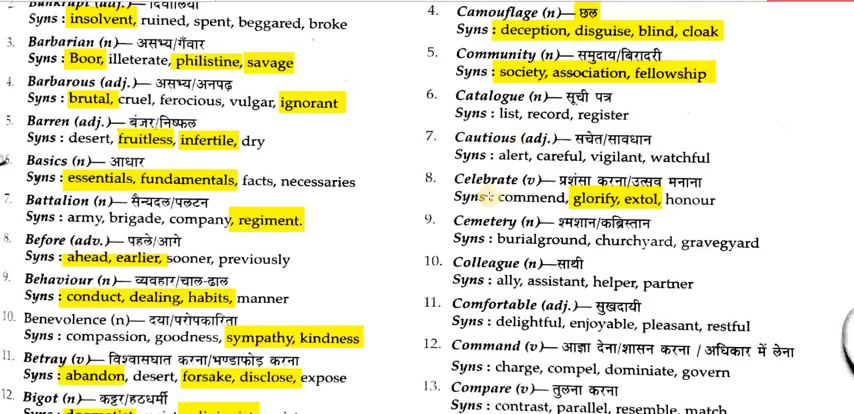 2. Bankrupt (adj.)— दिवालिया
Syns : insolvent, ruined, spent, beggared, broke
3. Barbarian (n)— असभ्य/गँवार
Syns : Boor, illeterate, philistine, savage
4. Barbarous (adj.)— असभ्य/अनपढ़
Syns : brutal, cruel, ferocious, vulgar, ignorant
5. Barren (adj.)— बंजर/निष्फल
Syns : desert, fruitless, infertile, dry
6. Basics (n)— आधार
Syns : essentials, fundamentals, facts, necessaries
7. Battalion (n)— सैन्यदल/पलटन
Syns : army, brigade, company, regiment.
8. Before (adv.)— पहले/आगे
Syns : ahead, earlier, sooner, previously
9. Behaviour (n)— व्यवहार/चाल-ढाल
Syns : conduct, dealing, habits, manner
10. Benevolence (n)— दया/परोपकारिता
Syns : compassion, goodness, sympathy, kindness
11. Betray (v)— विश्वासघात करना/भण्डाफोड़ करना
Syns : abandon, desert, forsake, disclose, expose
12. Bigot (n)— कट्टर/हठधर्मी
4. Camouflage (n)— छल
Syns : deception, disguise, blind, cloak
5. Community (n)— समुदाय/बिरादरी
Syns : society, association, fellowship
6. Catalogue (n)— सूची पत्र
Syns : list, record, register
7. Cautious (adj.)— सचेत/सावधान
Syns : alert, careful, vigilant, watchful
8. Celebrate (v)— प्रशंसा करना/उत्सव मनाना
Syns : commend, glorify, extol, honour
9. Cemetery (n)— श्मशान/कब्रिस्तान
Syns : burialground, churchyard, gravegyard
10. Colleague (n)—साथी
Syns : ally, assistant, helper, partner
11. Comfortable (adj.)— सुखदायी
Syns : delightful, enjoyable, pleasant, restful
12. Command (v)— आज्ञा देना/शासन करना / अधिकार में लेना
Syns : charge, compel, dominiate, govern
13. Compare (v)— तुलना करना
Syns : contrast, parallel, resemble, match